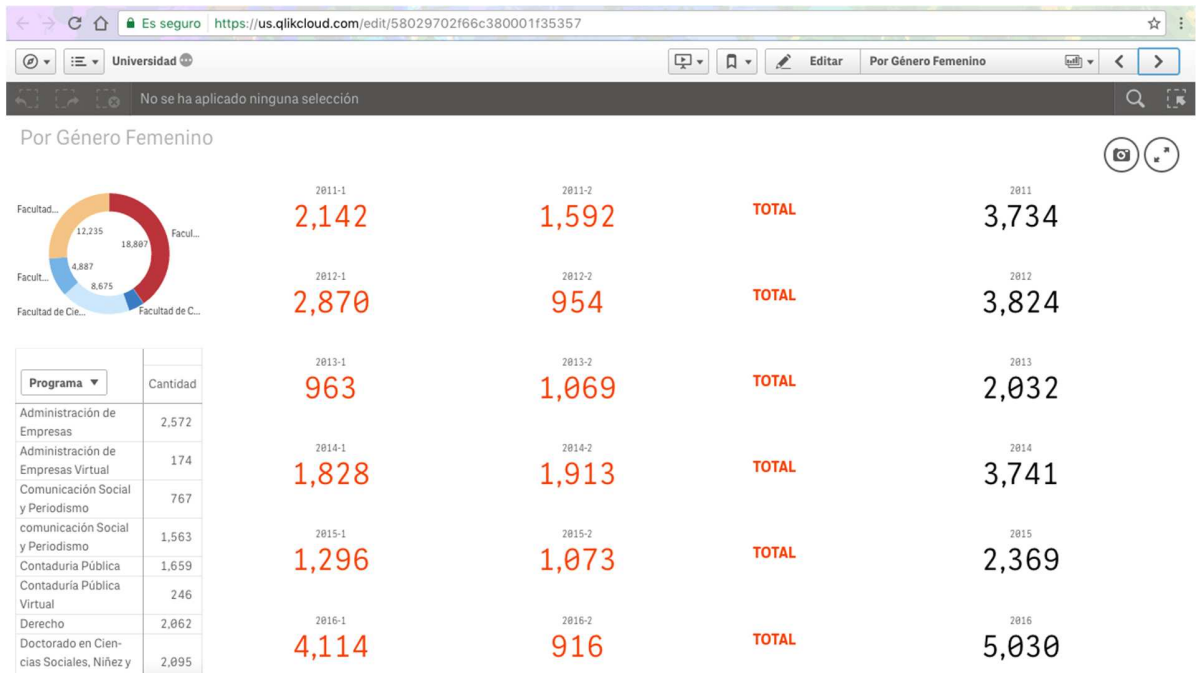 Es seguro https://us.qlikcloud.com/edit/58029702f66c380001f35357
Universidad
Editar
Por Género Femenino
No se ha aplicado ninguna selección
Por Género Femenino
Facultad...
12,235
18,807
Facul...
4,887
Facult...
8,675
Facultad de Cie...
Facultad de C...
Programa Cantidad
Administración de
Empresas 2,572
Administración de
Empresas Virtual 174
Comunicación Social
y Periodismo 767
comunicación Social
y Periodismo 1,563
Contaduria Pública 1,659
Contaduría Pública
Virtual 246
Derecho 2,062
Doctorado en Cien-
cias Sociales, Niñez y 2,095
2011-1 2011-2 2011
2,142 1,592 TOTAL 3,734
2012-1 2012-2 2012
2,870 954 TOTAL 3,824
2013-1 2013-2 2013
963 1,069 TOTAL 2,032
2014-1 2014-2 2014
1,828 1,913 TOTAL 3,741
2015-1 2015-2 2015
1,296 1,073 TOTAL 2,369
2016-1 2016-2 2016
4,114 916 TOTAL 5,030